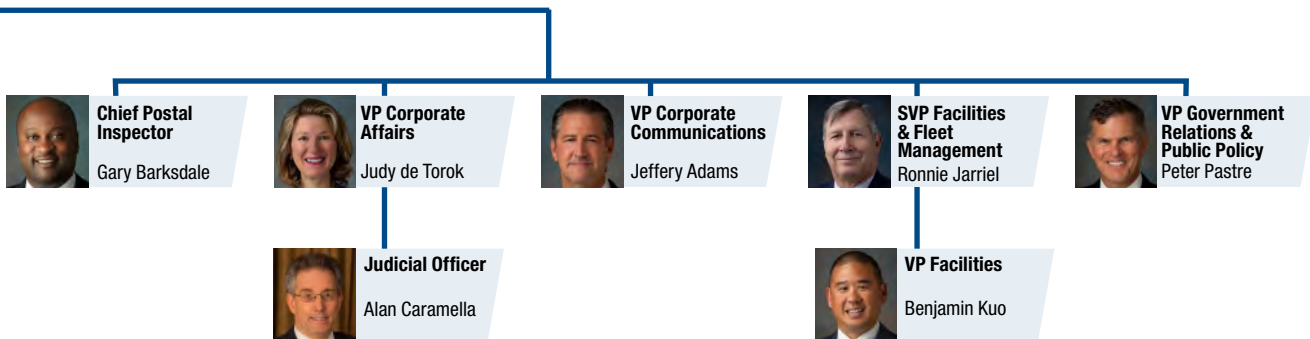 Chief Postal
Inspector
Gary Barksdale
VP Corporate
Affairs
Judy de Torok
VP Corporate
Communications
Jeffery Adams
SVP Facilities
& Fleet
Management
Ronnie Jarriel
VP Government
Relations &
Public Policy
Peter Pastre
Judicial Officer
Alan Caramella
VP Facilities
Benjamin Kuo